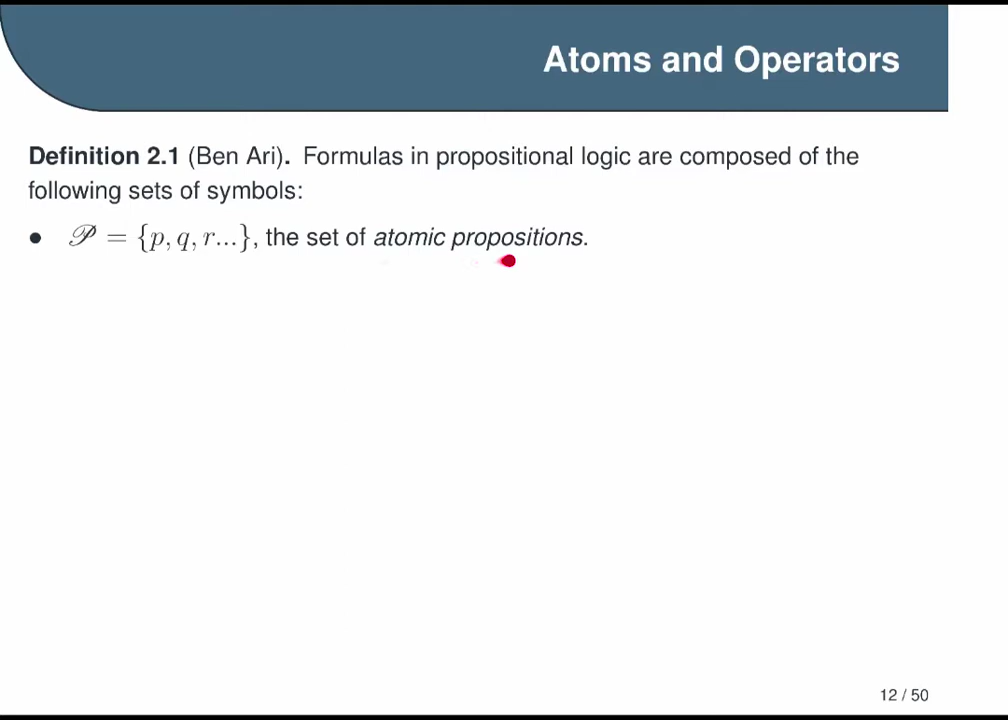 Atoms and Operators
Definition 2.1 (Ben Ari). Formulas in propositional logic are composed of the
following sets of symbols:
• 𝒫 = {p, q, r...}, the set of atomic propositions.
12 / 50